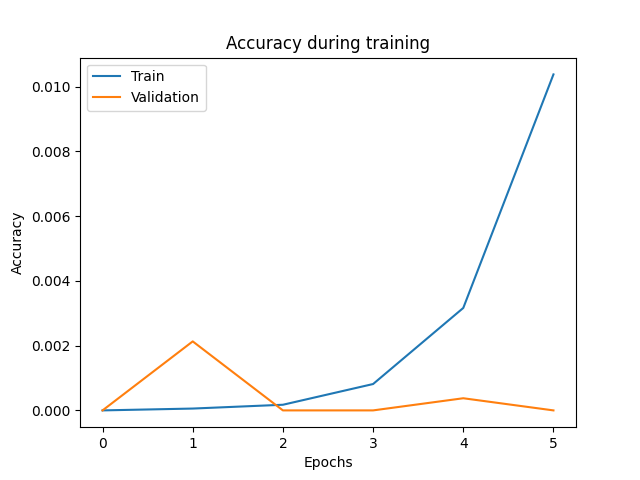 Accuracy during training
Train
Validation
0.010
0.008
0.006
0.004
0.002
0.000
Accuracy
0 1 2 3 4 5
Epochs